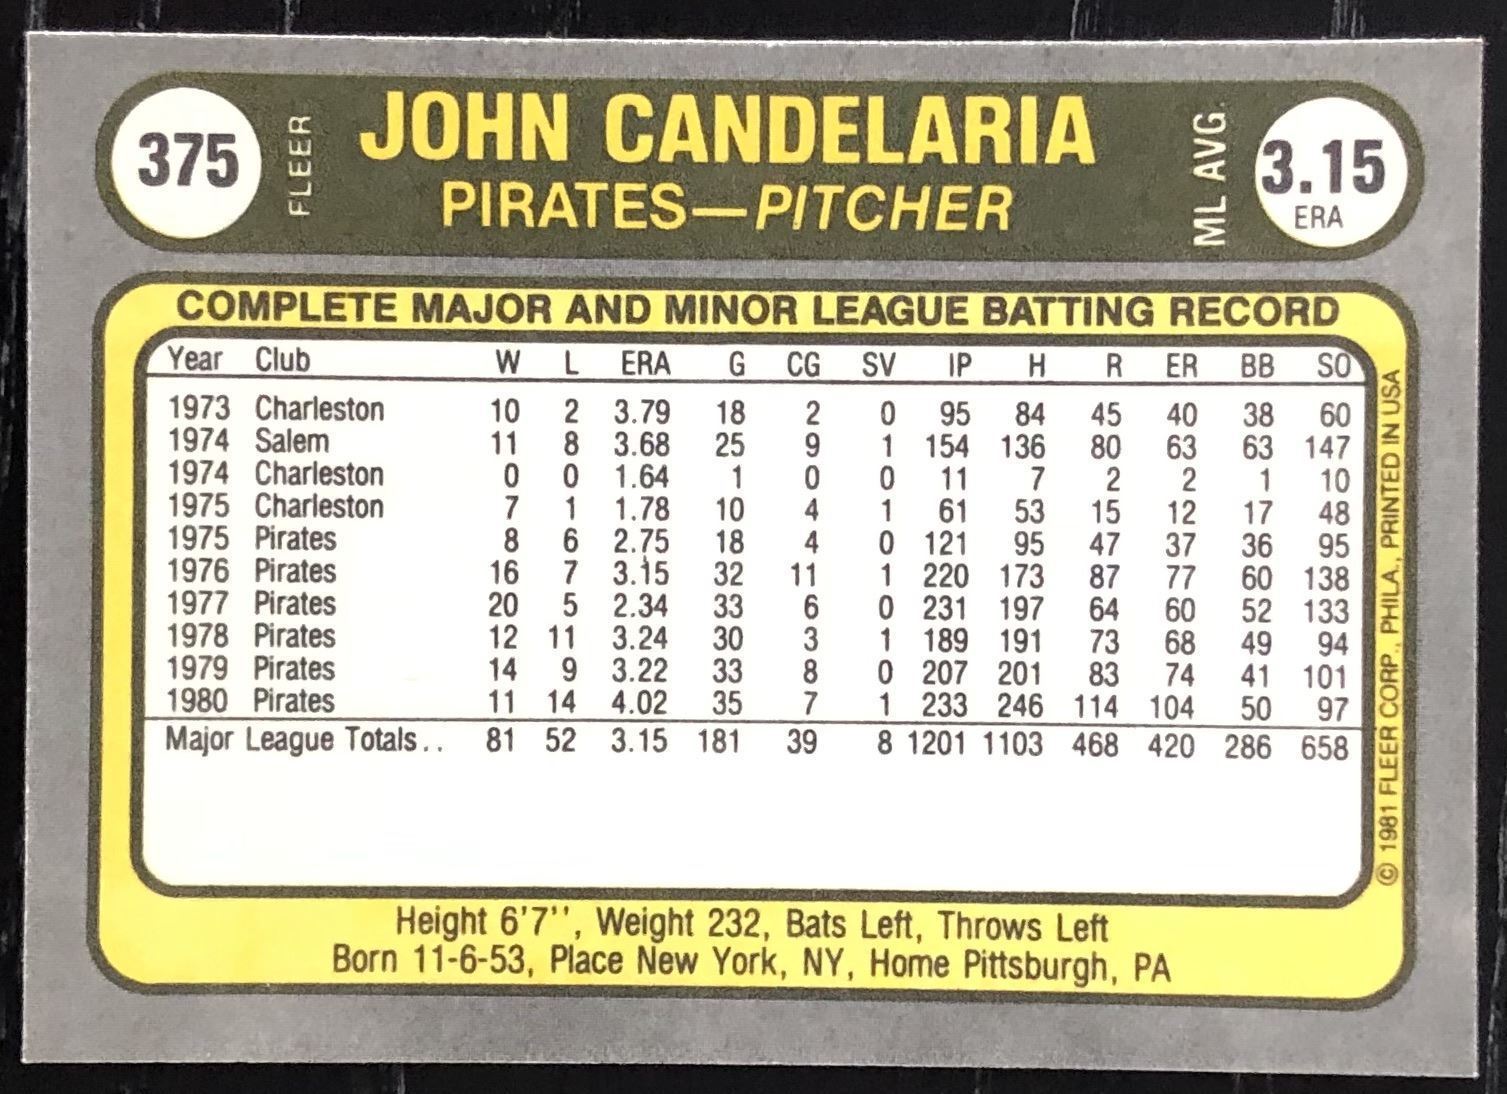 375 FLEER JOHN CANDELARIA ML AVG. 3.15
PIRATES—PITCHER ERA
COMPLETE MAJOR AND MINOR LEAGUE BATTING RECORD
Year Club W L ERA G CG SV IP H R ER BB SO
1973 Charleston 10 2 3.79 18 2 0 95 84 45 40 38 60
1974 Salem 11 8 3.68 25 9 1 154 136 80 63 63 147
1974 Charleston 0 0 1.64 1 0 0 11 7 2 2 1 10
1975 Charleston 7 1 1.78 10 4 1 61 53 15 12 17 48
1975 Pirates 8 6 2.75 18 4 0 121 95 47 37 36 95
1976 Pirates 16 7 3.15 32 11 1 220 173 87 77 60 138
1977 Pirates 20 5 2.34 33 6 0 231 197 64 60 52 133
1978 Pirates 12 11 3.24 30 3 1 189 191 73 68 49 94
1979 Pirates 14 9 3.22 33 8 0 207 201 83 74 41 101
1980 Pirates 11 14 4.02 35 7 1 233 246 114 104 50 97
Major League Totals.. 81 52 3.15 181 39 8 1201 1103 468 420 286 658
© 1981 FLEER CORP., PHILA., PRINTED IN USA
Height 6'7'', Weight 232, Bats Left, Throws Left
Born 11-6-53, Place New York, NY, Home Pittsburgh, PA